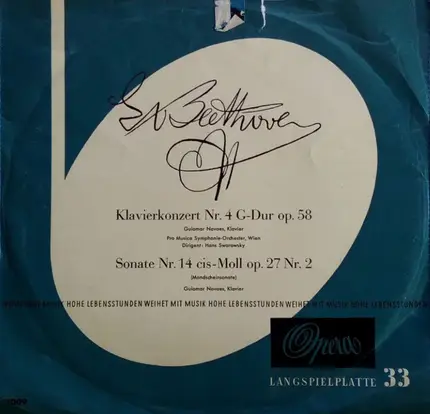 L v Beethoven
Klavierkonzert Nr. 4 G-Dur op. 58
Guiomar Novaes, Klavier
Pro Musica Symphonie-Orchester, Wien
Dirigent: Hans Swarowsky
Sonate Nr. 14 cis-Moll op. 27 Nr. 2
(Mondscheinsonate)
Guiomar Novaes, Klavier
HOHE LEBENSSTUNDEN WEIHET MIT MUSIK HOHE LEBENSSTUNDEN WEIHET MIT MUSIK HOHE LEBENSSTUNDEN
Opera
LANGSPIELPLATTE 33